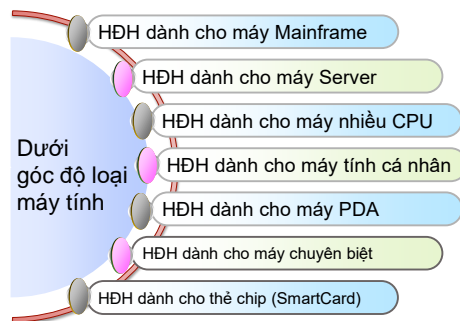 HĐH dành cho máy Mainframe
HĐH dành cho máy Server
HĐH dành cho máy nhiều CPU
Dưới
góc độ loại
máy tính
HĐH dành cho máy tính cá nhân
HĐH dành cho máy PDA
HĐH dành cho máy chuyên biệt
HĐH dành cho thẻ chip (SmartCard)